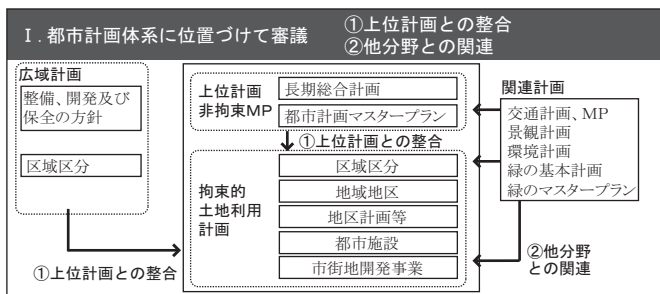 Ⅰ. 都市計画体系に位置づけて審議
①上位計画との整合
②他分野との関連
広域計画
整備、開発及び
保全の方針
区域区分
上位計画
非拘束MP
長期総合計画
都市計画マスタープラン
①上位計画との整合
拘束的
土地利用
計画
区域区分
地域地区
地区計画等
都市施設
市街地開発事業
関連計画
交通計画、MP
景観計画
環境計画
緑の基本計画
緑のマスタープラン
①上位計画との整合
②他分野
との関連